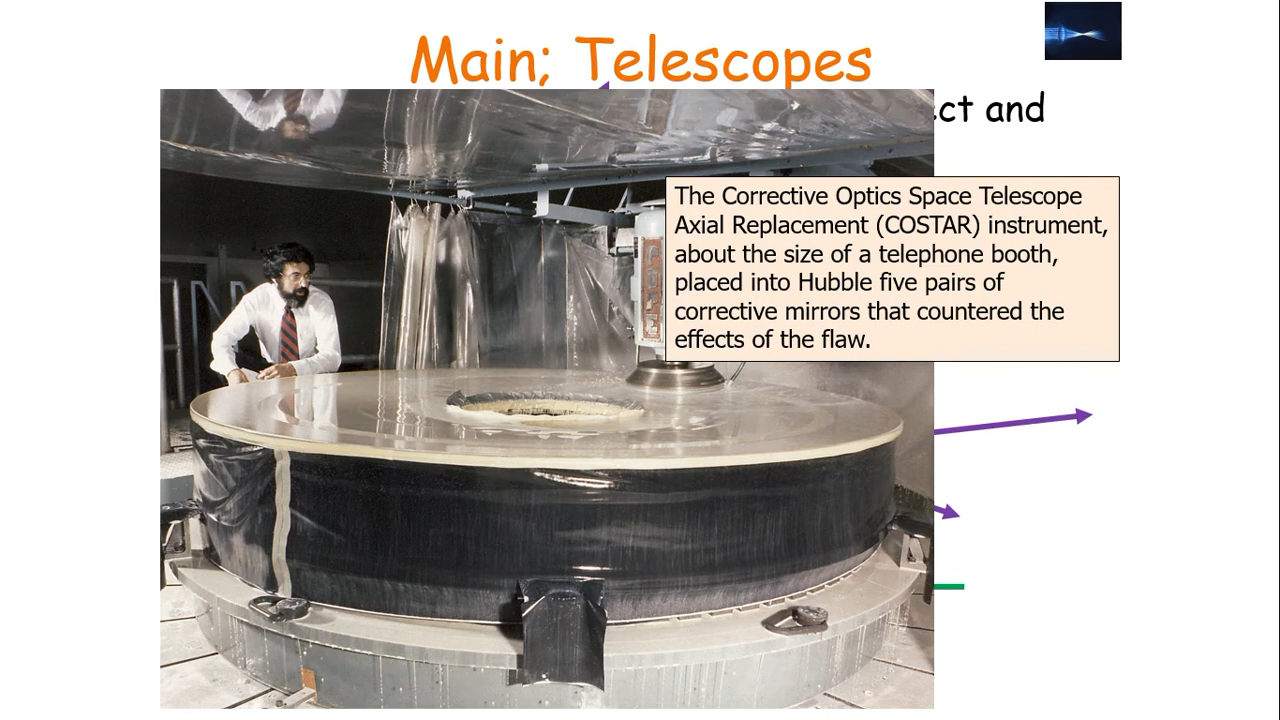 Main; Telescopes
ect and
The Corrective Optics Space Telescope
Axial Replacement (COSTAR) instrument,
about the size of a telephone booth,
placed into Hubble five pairs of
corrective mirrors that countered the
effects of the flaw.